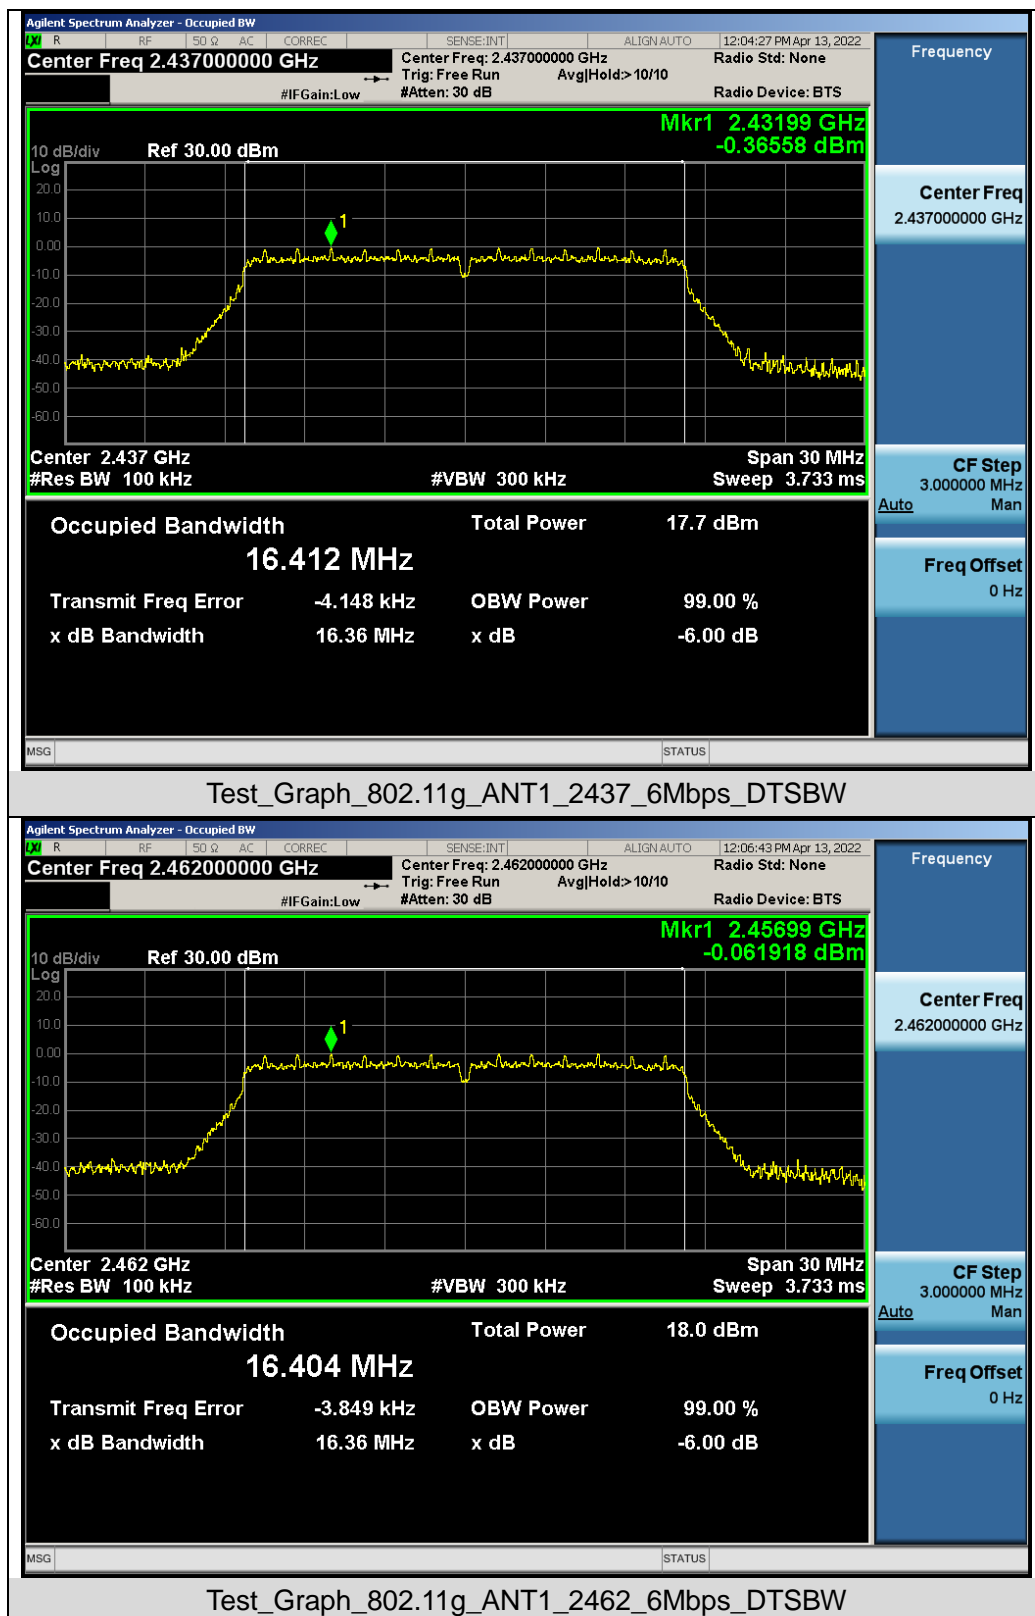 Agilent Spectrum Analyzer - Occupied BW
LXI R RF 50 Ω AC CORREC SENSE:INT ALIGN AUTO 12:04:27 PM Apr 13, 2022
Center Freq 2.437000000 GHz
Center Freq: 2.437000000 GHz
Radio Std: None
Trig: Free Run Avg|Hold:>10/10
#IFGain:Low #Atten: 30 dB Radio Device: BTS
Frequency
Mkr1 2.43199 GHz
-0.36558 dBm
10 dB/div Ref 30.00 dBm
Log
20.0
10.0
0.00
-10.0
-20.0
-30.0
-40.0
-50.0
-60.0
1
Center Freq
2.437000000 GHz
Center 2.437 GHz Span 30 MHz
#Res BW 100 kHz #VBW 300 kHz Sweep 3.733 ms
CF Step
3.000000 MHz
Auto Man
Occupied Bandwidth Total Power 17.7 dBm
16.412 MHz
Transmit Freq Error -4.148 kHz OBW Power 99.00 %
x dB Bandwidth 16.36 MHz x dB -6.00 dB
Freq Offset
0 Hz
MSG STATUS
Test_Graph_802.11g_ANT1_2437_6Mbps_DTSBW
Agilent Spectrum Analyzer - Occupied BW
LXI R RF 50 Ω AC CORREC SENSE:INT ALIGN AUTO 12:06:43 PM Apr 13, 2022
Center Freq 2.462000000 GHz
Center Freq: 2.462000000 GHz
Radio Std: None
Trig: Free Run Avg|Hold:>10/10
#IFGain:Low #Atten: 30 dB Radio Device: BTS
Frequency
Mkr1 2.45699 GHz
-0.061918 dBm
10 dB/div Ref 30.00 dBm
Log
20.0
10.0
0.00
-10.0
-20.0
-30.0
-40.0
-50.0
-60.0
1
Center Freq
2.462000000 GHz
Center 2.462 GHz Span 30 MHz
#Res BW 100 kHz #VBW 300 kHz Sweep 3.733 ms
CF Step
3.000000 MHz
Auto Man
Occupied Bandwidth Total Power 18.0 dBm
16.404 MHz
Transmit Freq Error -3.849 kHz OBW Power 99.00 %
x dB Bandwidth 16.36 MHz x dB -6.00 dB
Freq Offset
0 Hz
MSG STATUS
Test_Graph_802.11g_ANT1_2462_6Mbps_DTSBW